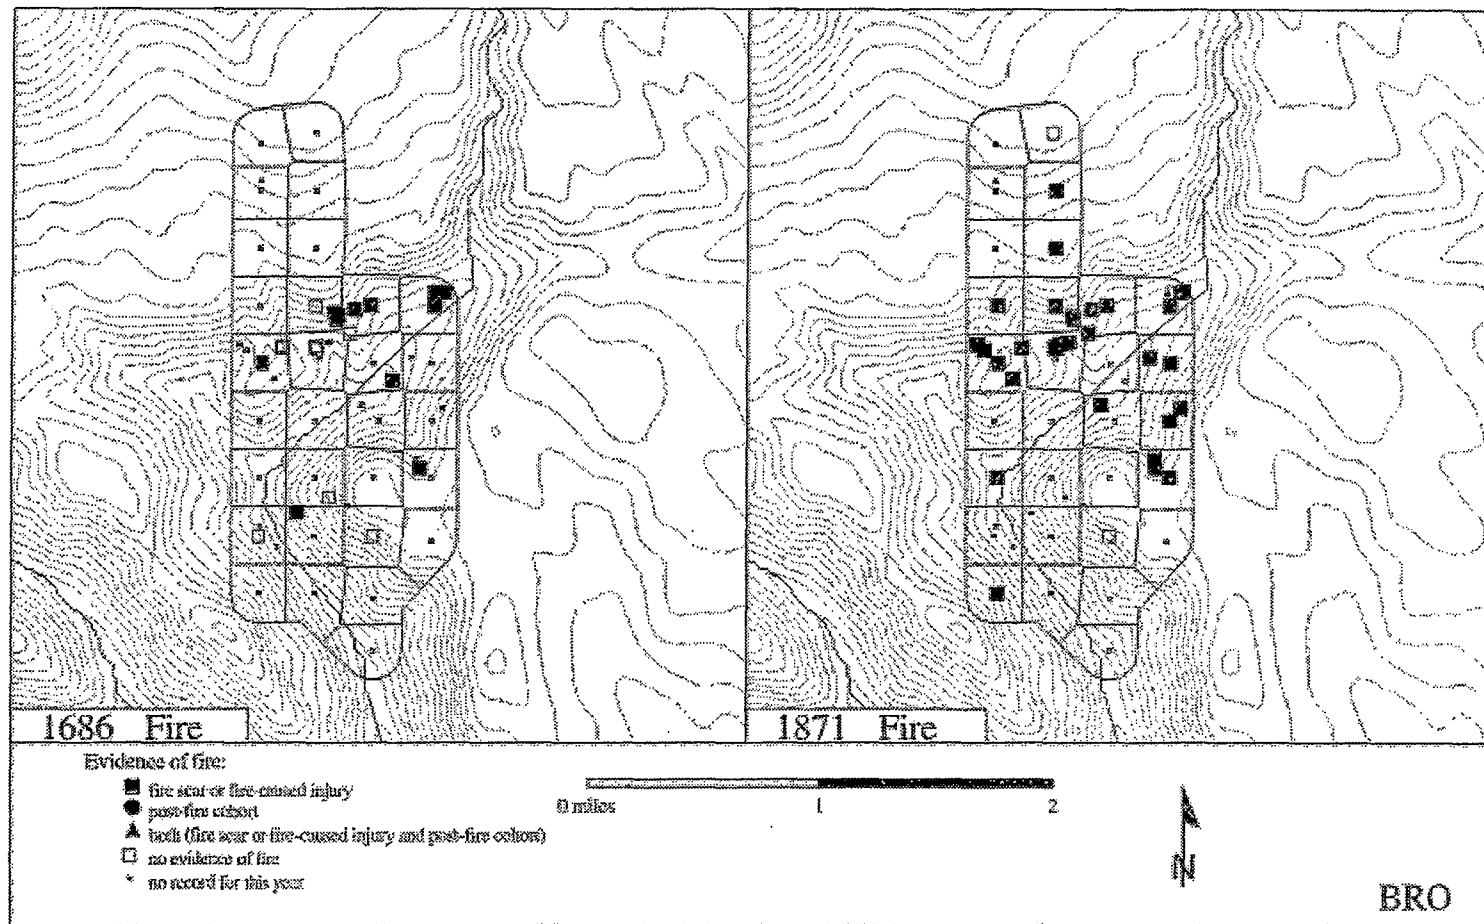 1686 Fire
1871 Fire
Evidence of fire:
fire scar or fire-caused injury
post-fire cohort
both (fire scar or fire-caused injury and post-fire cohort)
no evidence of fire
no record for this year
0 miles 1 2
N
BRO